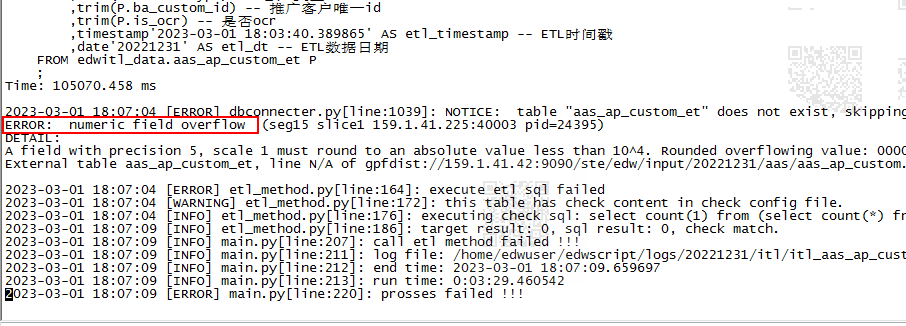 ,trim(P.ba_custom_id) -- 推广客户唯一id
,trim(P.is_ocr) -- 是否ocr
,timestamp'2023-03-01 18:03:40.389865' AS etl_timestamp -- ETL时间戳
,date'20221231' AS etl_dt -- ETL数据日期
FROM edwitl_data.aas_ap_custom_et P
;
Time: 105070.458 ms
2023-03-01 18:07:04 [ERROR] dbconnecter.py[line:1039]: NOTICE:  table "aas_ap_custom_et" does not exist, skipping
ERROR:  numeric field overflow  (seg15 slice1 159.1.41.225:40003 pid=24395)
DETAIL:
A field with precision 5, scale 1 must round to an absolute value less than 10^4. Rounded overflowing value: 0000
External table aas_ap_custom_et, line N/A of gpfdist://159.1.41.42:9090/ste/edw/input/20221231/aas/aas_ap_custom.
2023-03-01 18:07:04 [ERROR] etl_method.py[line:164]: execute etl sql failed
2023-03-01 18:07:04 [WARNING] etl_method.py[line:172]: this table has check content in check config file.
2023-03-01 18:07:04 [INFO] etl_method.py[line:176]: executing check sql: select count(1) from (select count(*) fr
2023-03-01 18:07:09 [INFO] etl_method.py[line:186]: target result: 0, sql result: 0, check match.
2023-03-01 18:07:09 [INFO] main.py[line:207]: call etl method failed !!!
2023-03-01 18:07:09 [INFO] main.py[line:211]: log file: /home/edwuser/edwscript/logs/20221231/itl/itl_aas_ap_cust
2023-03-01 18:07:09 [INFO] main.py[line:212]: end time: 2023-03-01 18:07:09.659697
2023-03-01 18:07:09 [INFO] main.py[line:213]: run time: 0:03:29.460542
2023-03-01 18:07:09 [ERROR] main.py[line:220]: prosses failed !!!